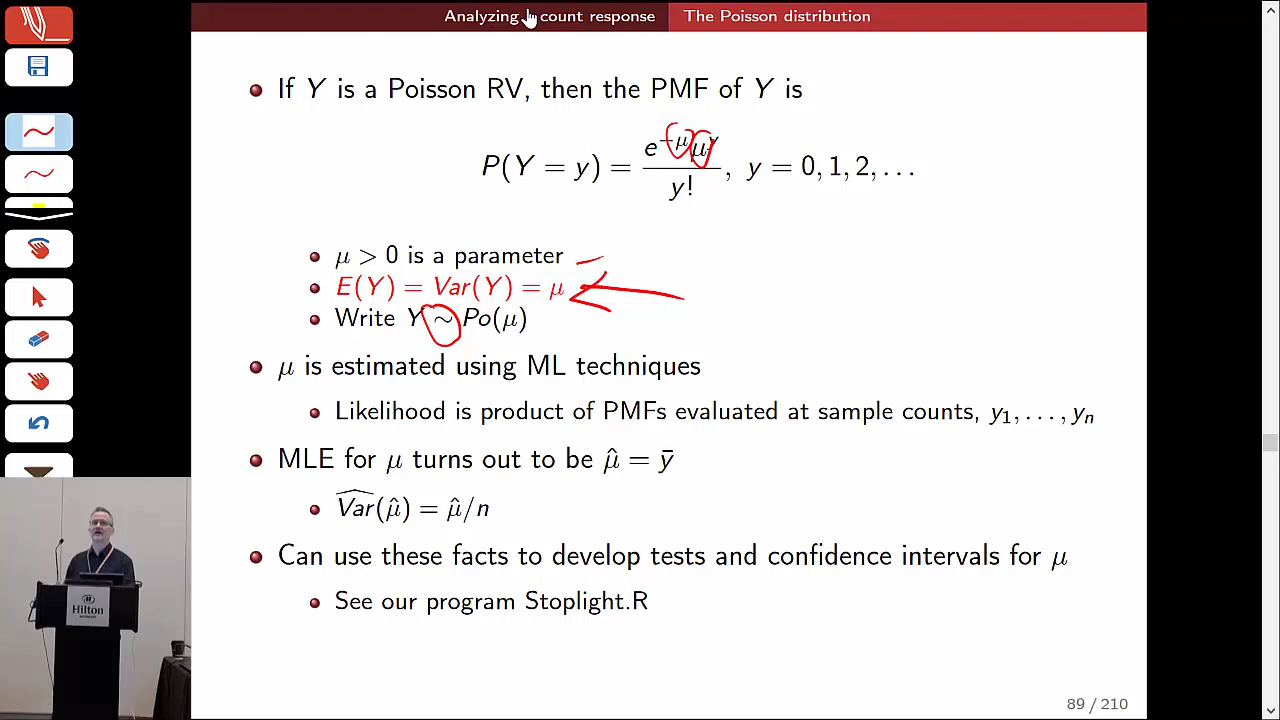 Analyzing a count response The Poisson distribution
If Y is a Poisson RV, then the PMF of Y is
P(Y = y) = e^{-μ}μ^y / y!, y = 0, 1, 2, . . .
μ > 0 is a parameter
E(Y) = Var(Y) = μ
Write Y ∼ Po(μ)
μ is estimated using ML techniques
Likelihood is product of PMFs evaluated at sample counts, y₁, . . . , yₙ
MLE for μ turns out to be μ̂ = ȳ
V̂ar(μ̂) = μ̂/n
Can use these facts to develop tests and confidence intervals for μ
See our program Stoplight.R
Hilton
89 / 210